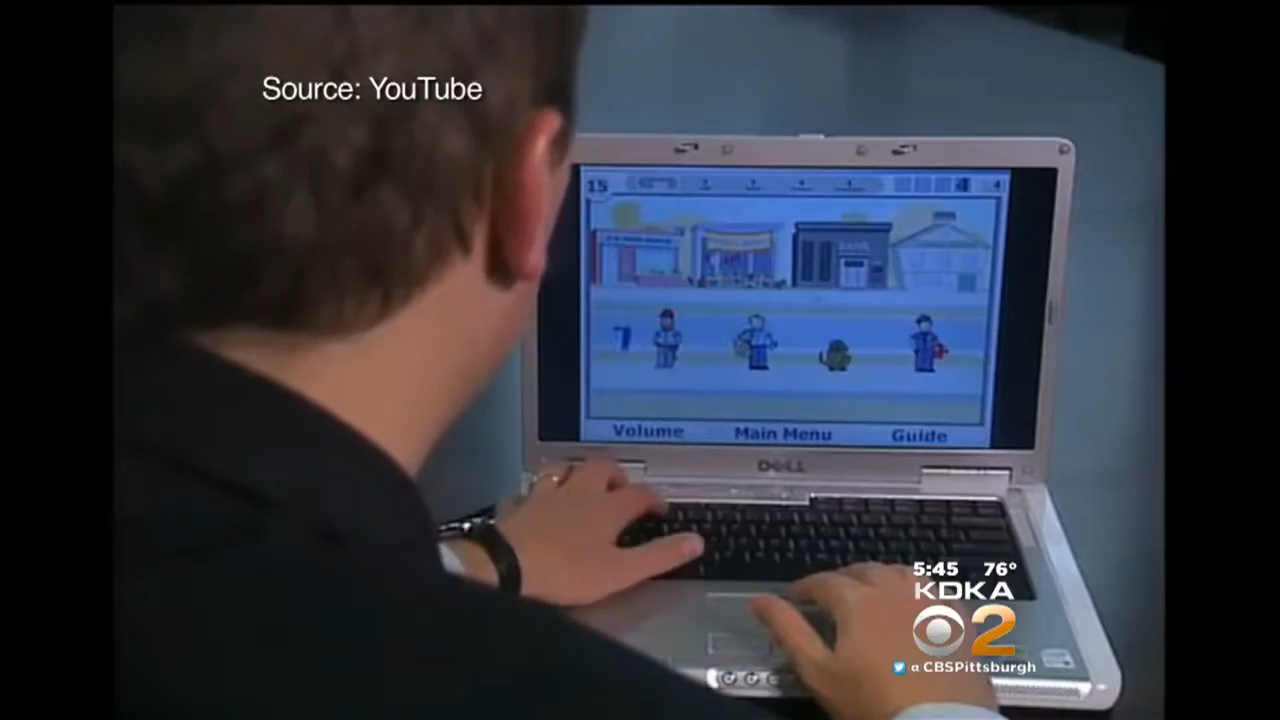 Source: YouTube
15
BANK
Volume Main Menu Guide
DELL
5:45 76°
KDKA
2
@CBSPittsburgh